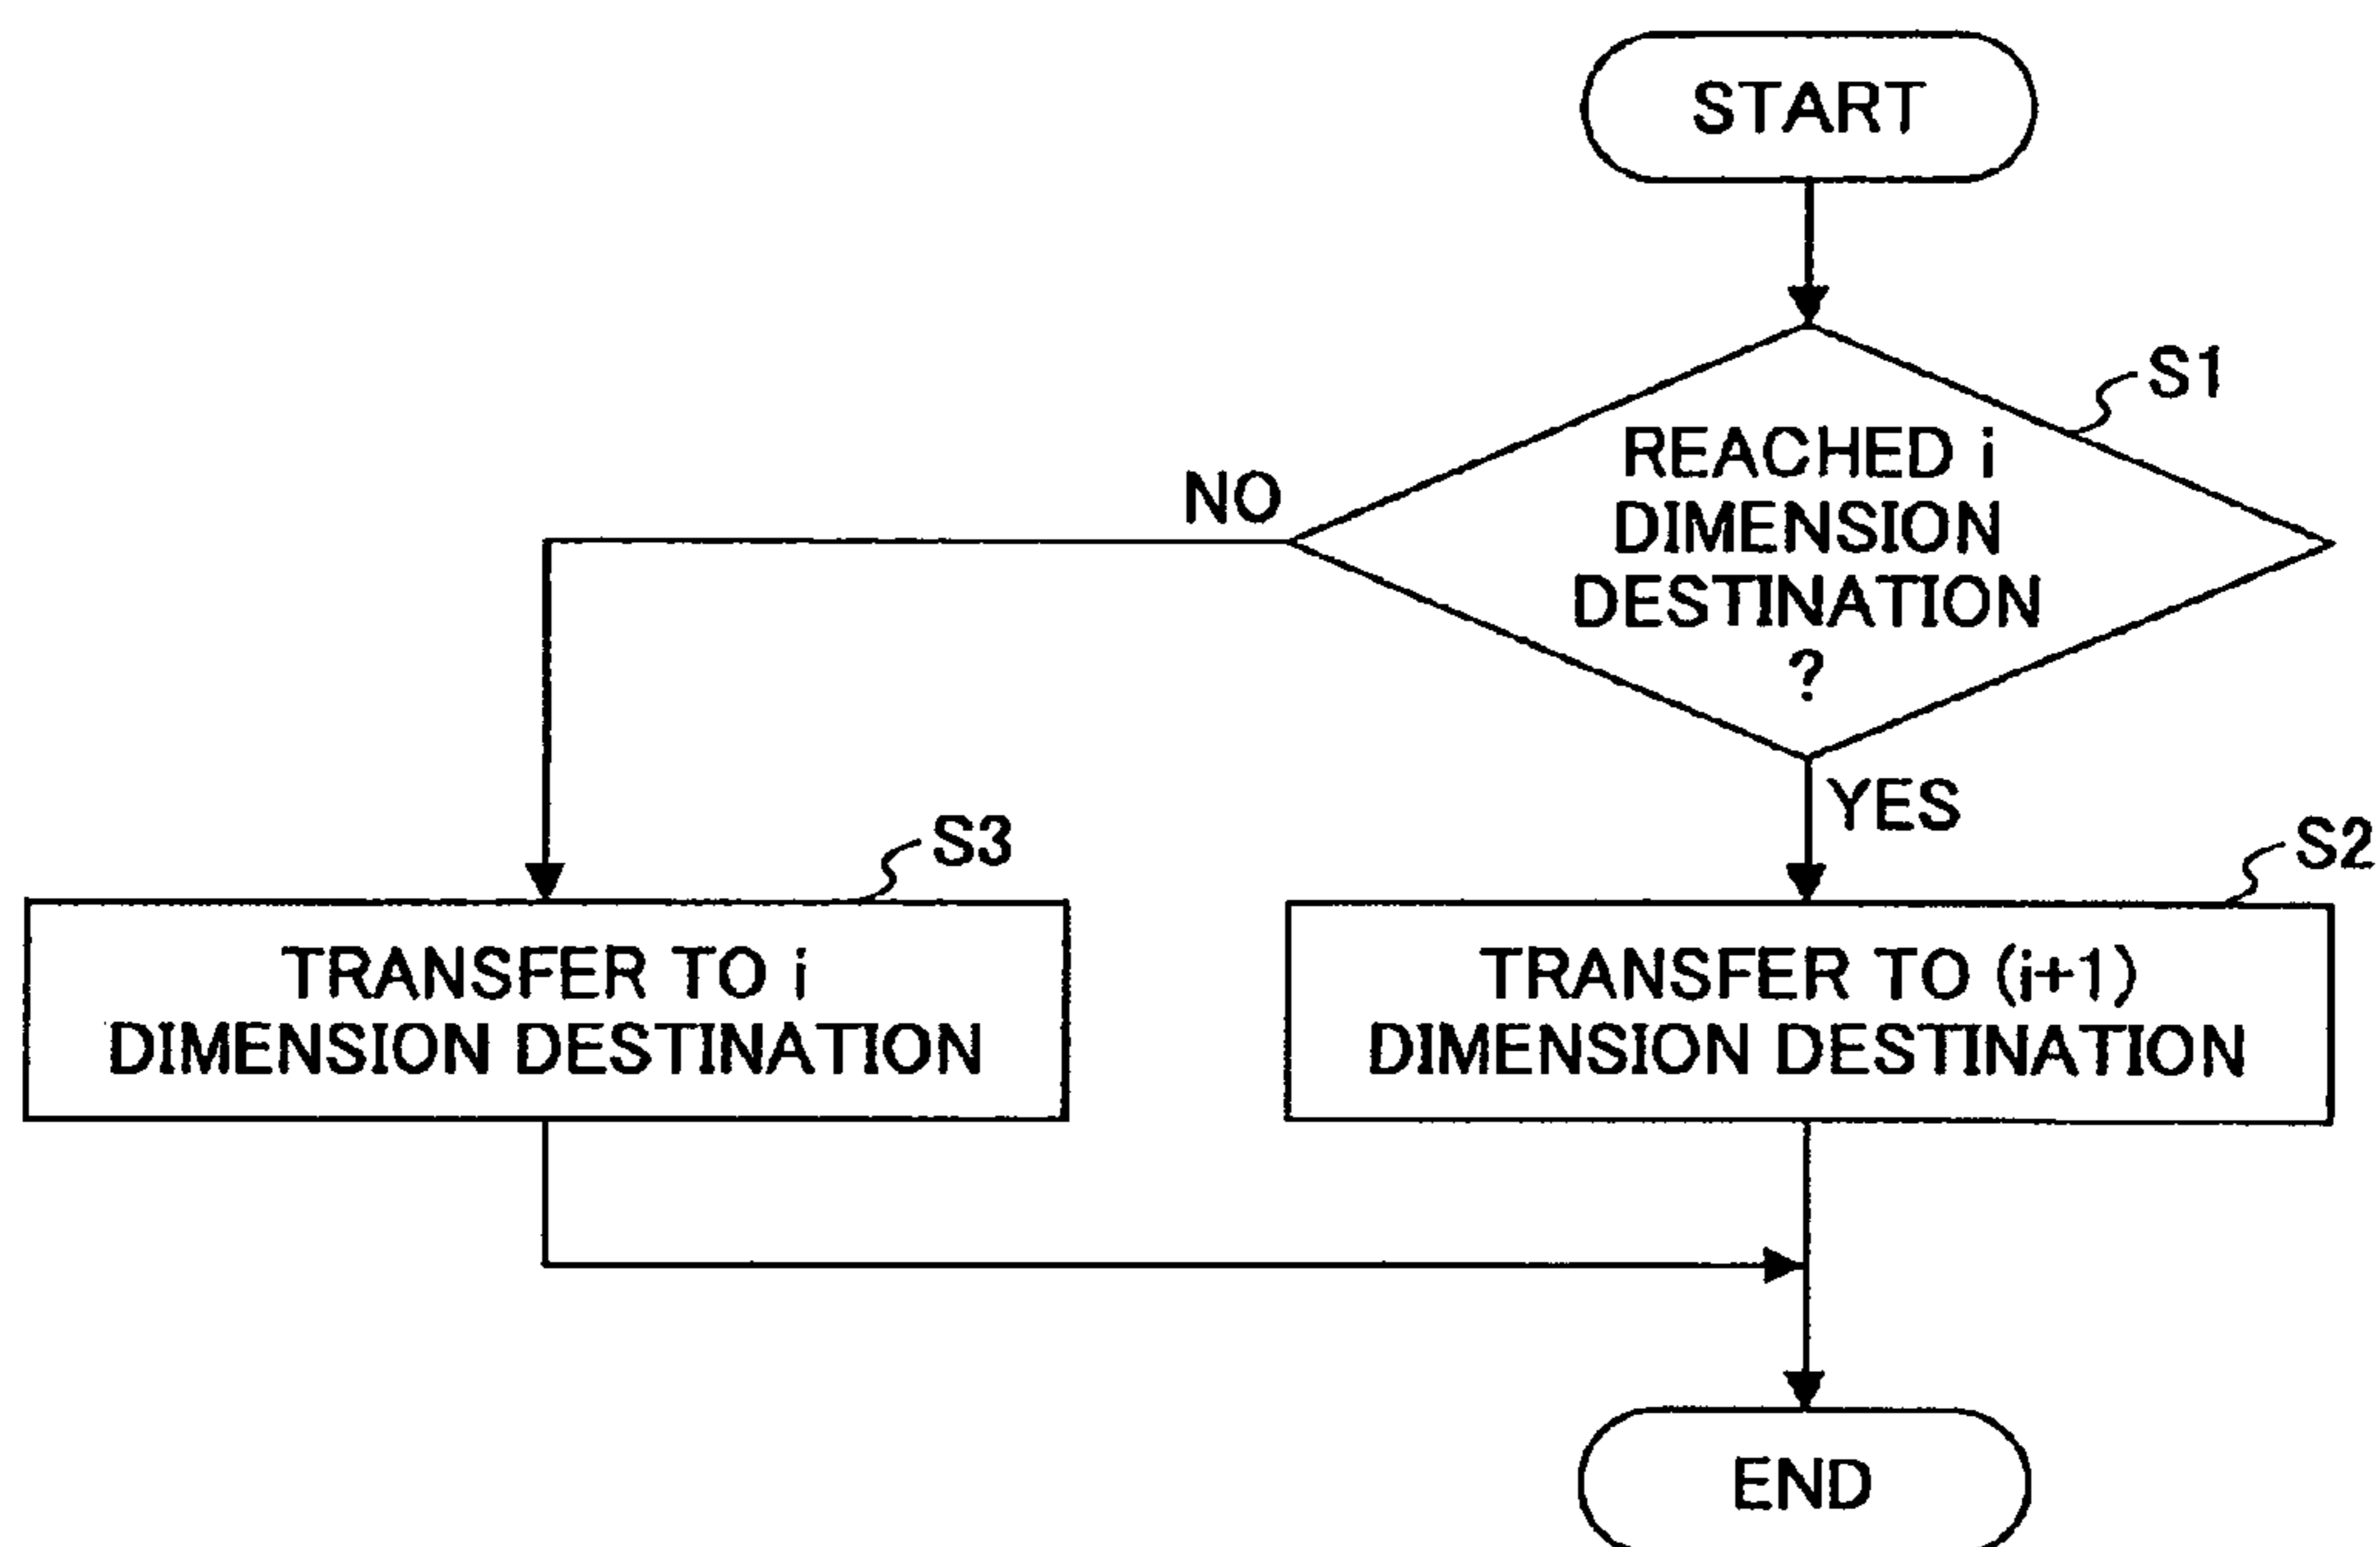 START
S1
REACHED i
DIMENSION
DESTINATION
?
NO
YES
S3
S2
TRANSFER TO i
DIMENSION DESTINATION
TRANSFER TO (i+1)
DIMENSION DESTINATION
END